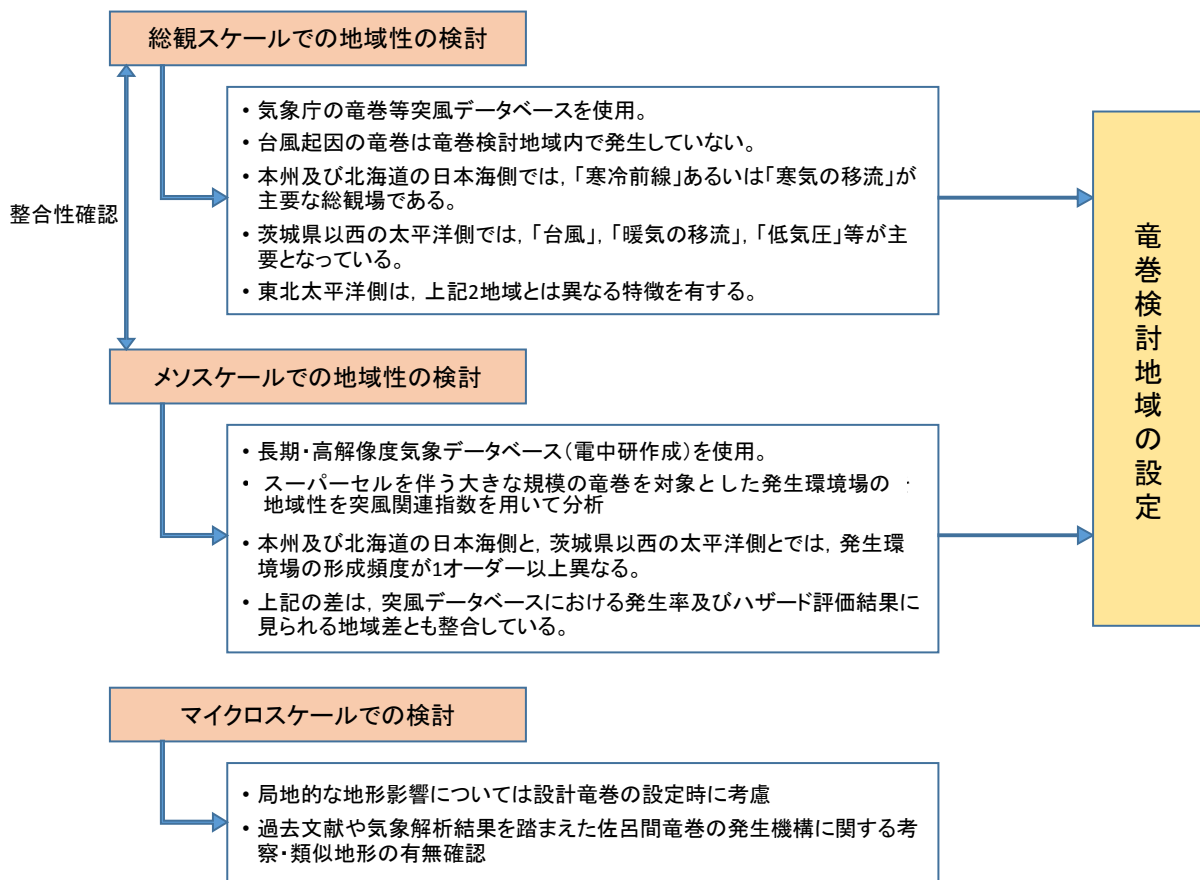 総観スケールでの地域性の検討
・気象庁の竜巻等突風データベースを使用。
・台風起因の竜巻は竜巻検討地域内で発生していない。
・本州及び北海道の日本海側では,「寒冷前線」あるいは「寒気の移流」が
主要な総観場である。
・茨城県以西の太平洋側では,「台風」,「暖気の移流」,「低気圧」等が主
要となっている。
・東北太平洋側は,上記2地域とは異なる特徴を有する。
整合性確認
メソスケールでの地域性の検討
・長期・高解像度気象データベース(電中研作成)を使用。
・スーパーセルを伴う大きな規模の竜巻を対象とした発生環境場の
地域性を突風関連指数を用いて分析
・本州及び北海道の日本海側と,茨城県以西の太平洋側とでは,発生環
境場の形成頻度が1オーダー以上異なる。
・上記の差は,突風データベースにおける発生率及びハザード評価結果に
見られる地域差とも整合している。
マイクロスケールでの検討
・局地的な地形影響については設計竜巻の設定時に考慮
・過去文献や気象解析結果を踏まえた佐呂間竜巻の発生機構に関する考
察・類似地形の有無確認
竜巻検討地域の設定